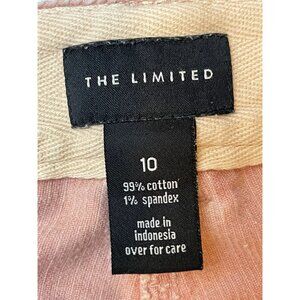 THE LIMITED
10
99% cotton
1% spandex
made in
indonesia
over for care